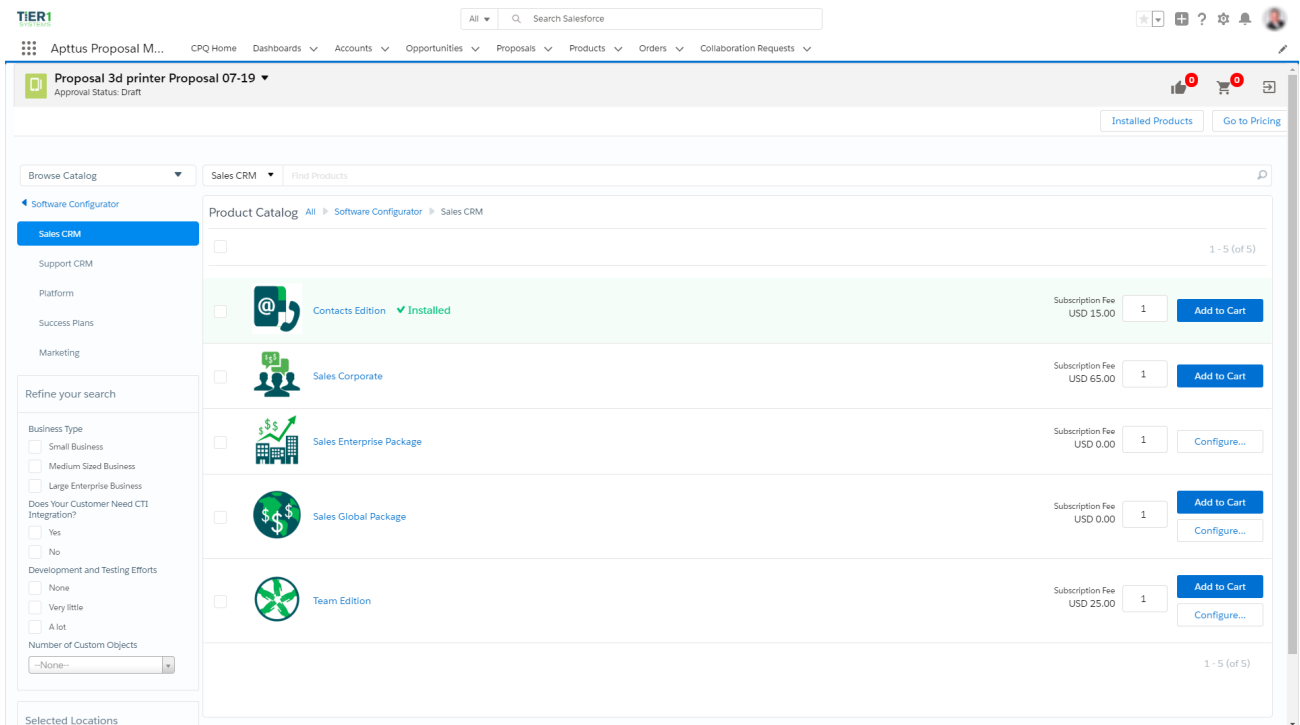 TIER1
SYSTEMS
All
Search Salesforce
Apttus Proposal M...
CPQ Home
Dashboards
Accounts
Opportunities
Proposals
Products
Orders
Collaboration Requests
Proposal 3d printer Proposal 07-19
Approval Status: Draft
0
0
Installed Products
Go to Pricing
Browse Catalog
Sales CRM
Find Products
Software Configurator
Sales CRM
Support CRM
Platform
Success Plans
Marketing
Refine your search
Business Type
Small Business
Medium Sized Business
Large Enterprise Business
Does Your Customer Need CTI
Integration?
Yes
No
Development and Testing Efforts
None
Very little
A lot
Number of Custom Objects
--None--
Selected Locations
Product Catalog All Software Configurator Sales CRM
1 - 5 (of 5)
@
Contacts Edition
Installed
Subscription Fee
USD 15.00
1
Add to Cart
$$$
Sales Corporate
Subscription Fee
USD 65.00
1
Add to Cart
$$$
Sales Enterprise Package
Subscription Fee
USD 0.00
1
Configure...
$$$
Sales Global Package
Subscription Fee
USD 0.00
1
Add to Cart
Configure...
Team Edition
Subscription Fee
USD 25.00
1
Add to Cart
Configure...
1 - 5 (of 5)